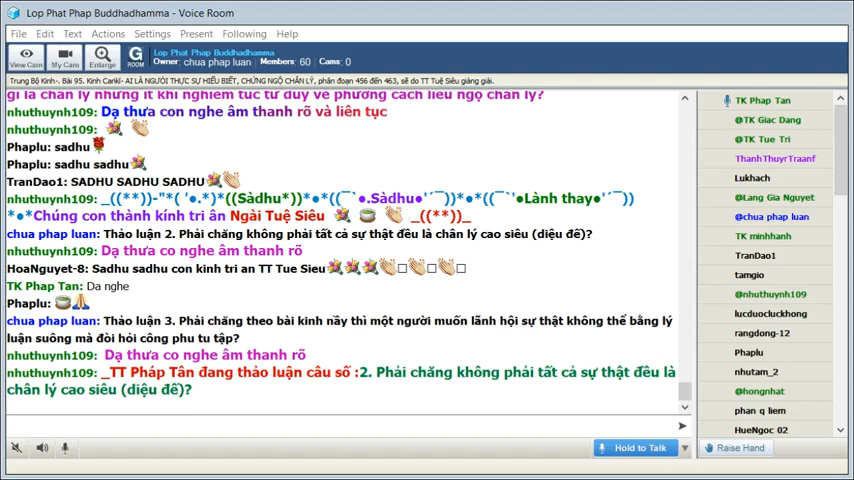 Lop Phat Phap Buddhadhamma - Voice Room
File Edit Text Actions Settings Present Following Help
View Cam My Cam Enlarge G ROOM
Lop Phat Phap Buddhadhamma
Owner: chua phap luan; Members: 60 Cams: 0
Trung Bộ Kinh-. Bài 95. Kinh Canki- AI LÀ NGƯỜI THỰC SỰ HIỂU BIẾT, CHỨNG NGỘ CHÂN LÝ, phân đoạn 456 đến 463, sẽ do TT Tuệ Siêu giảng giải.
gì là chân lý nhưng ít khi nghiêm túc tư duy về phương cách liễu ngộ chân lý?
nhuthuynh109: Dạ thưa con nghe âm thanh rõ và liên tục
nhuthuynh109:
Phaplu: sadhu
Phaplu: sadhu sadhu
TranDao1: SADHU SADHU SADHU
nhuthuynh109: _((**))-"*( '●.*)*((Sàdhu*))*●*((¯`●.Sàdhu●'´¯))*●*((¯`'●Lành thay●'´¯))
*●*Chúng con thành kính tri ân Ngài Tuệ Siêu _((**))_
chua phap luan: Thảo luận 2. Phải chăng không phải tất cả sự thật đều là chân lý cao siêu (diệu đế)?
nhuthuynh109: Dạ thưa co nghe âm thanh rõ
HoaNguyet-8: Sadhu sadhu con kinh tri an TT Tue Sieu
TK Phap Tan: Da nghe
Phaplu:
chua phap luan: Thảo luận 3. Phải chăng theo bài kinh nầy thì một người muốn lãnh hội sự thật không thể bằng lý
luận suông mà đòi hỏi công phu tu tập?
nhuthuynh109: Dạ thưa co nghe âm thanh rõ
nhuthuynh109: _TT Pháp Tân đang thảo luận câu số :2. Phải chăng không phải tất cả sự thật đều là
chân lý cao siêu (diệu đế)?
Hold to Talk
Raise Hand
TK Phap Tan
@TK Giac Dang
@TK Tue Tri
ThanhThuyrTraanf
Lukhach
@Lang Gia Nguyet
@chua phap luan
TK minhhanh
TranDao1
tamgio
@nhuthuynh109
lucduocluckhong
rangdong-12
Phaplu
nhutam_2
@hongnhat
phan q liem
HueNgoc 02